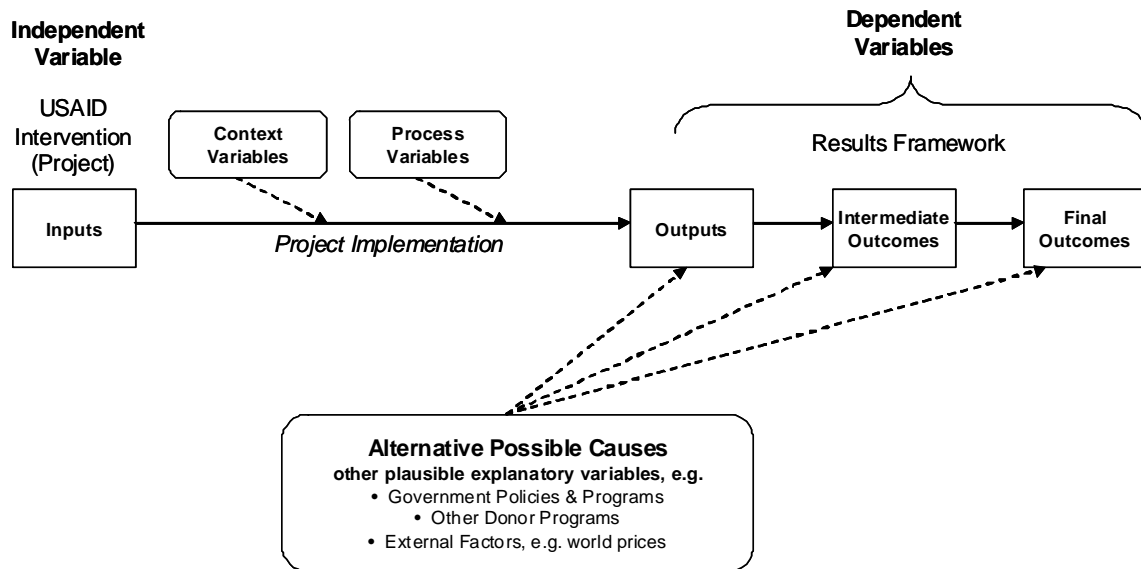 Independent
Variable
USAID
Intervention
(Project)
Inputs
Context
Variables
Process
Variables
Project Implementation
Dependent
Variables
Results Framework
Outputs
Intermediate
Outcomes
Final
Outcomes
Alternative Possible Causes
other plausible explanatory variables, e.g.
• Government Policies & Programs
• Other Donor Programs
• External Factors, e.g. world prices